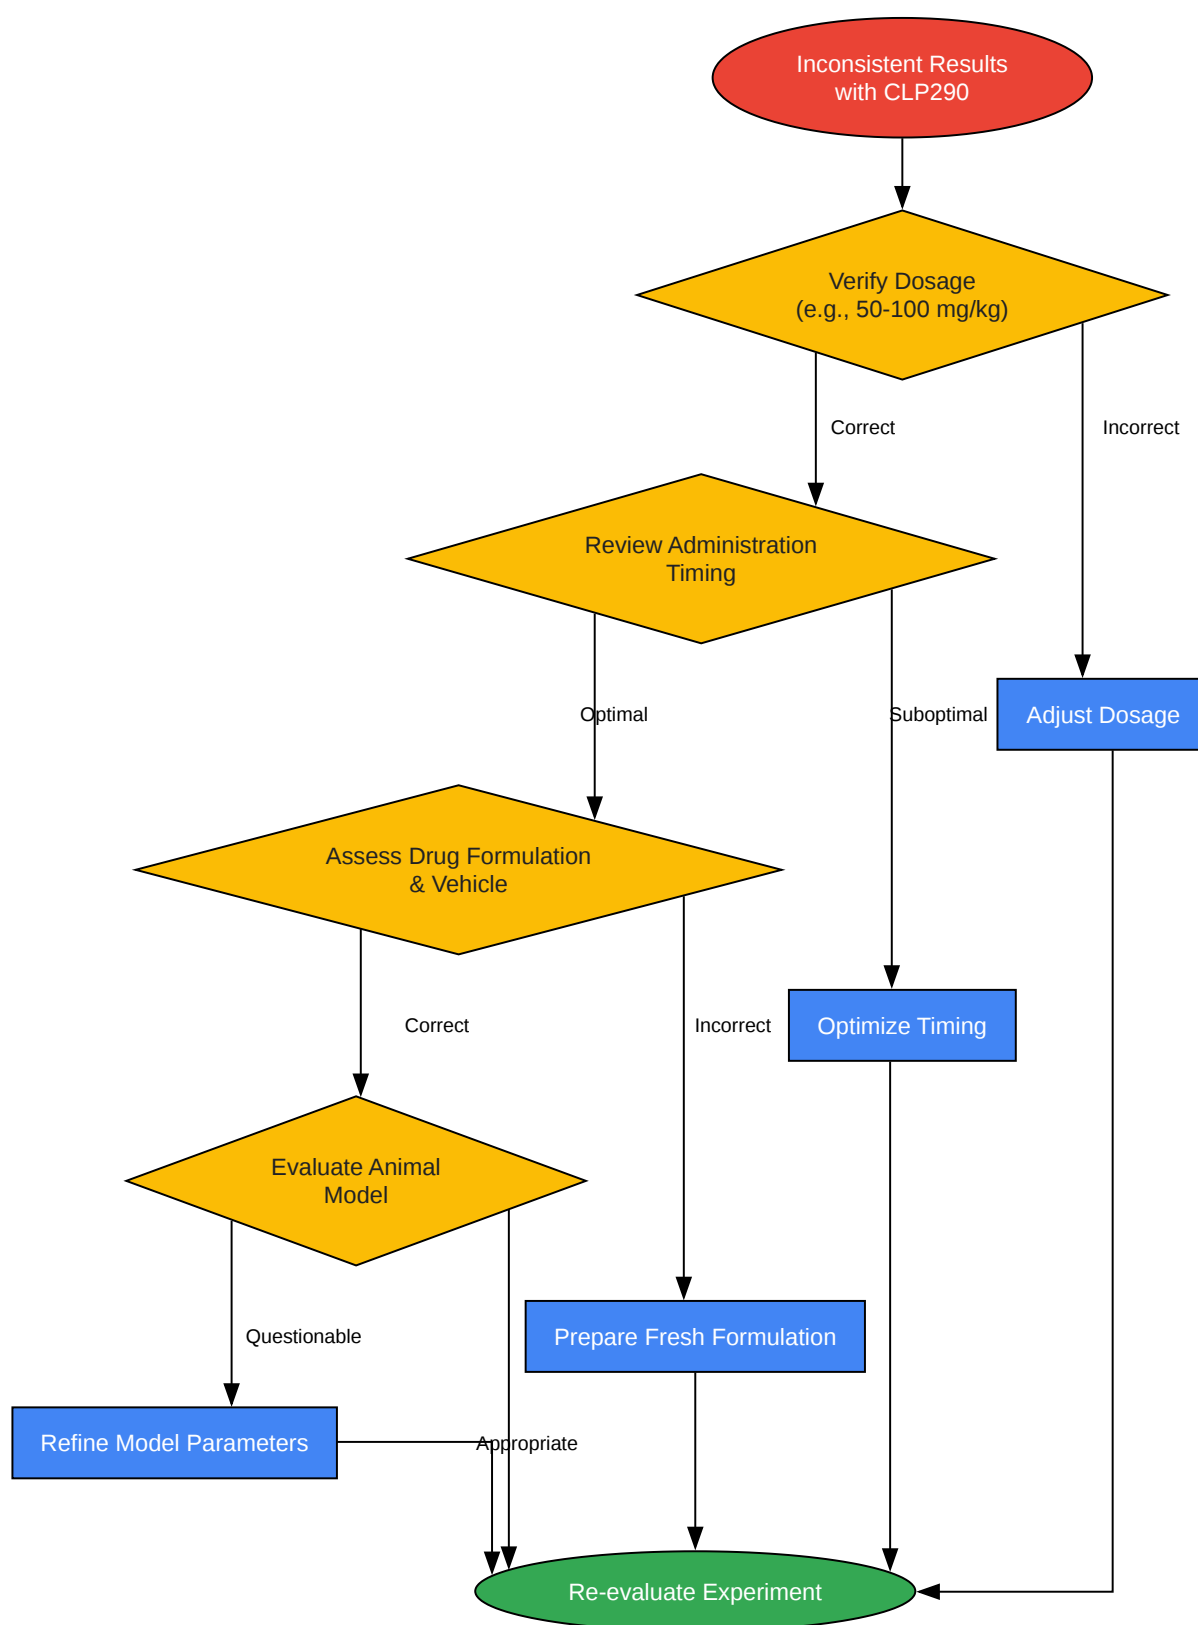 Inconsistent Results
with CLP290
Verify Dosage
(e.g., 50-100 mg/kg)
Correct
Incorrect
Review Administration
Timing
Optimal
Suboptimal
Adjust Dosage
Assess Drug Formulation
& Vehicle
Correct
Incorrect
Optimize Timing
Evaluate Animal
Model
Questionable
Prepare Fresh Formulation
Refine Model Parameters
Appropriate
Re-evaluate Experiment